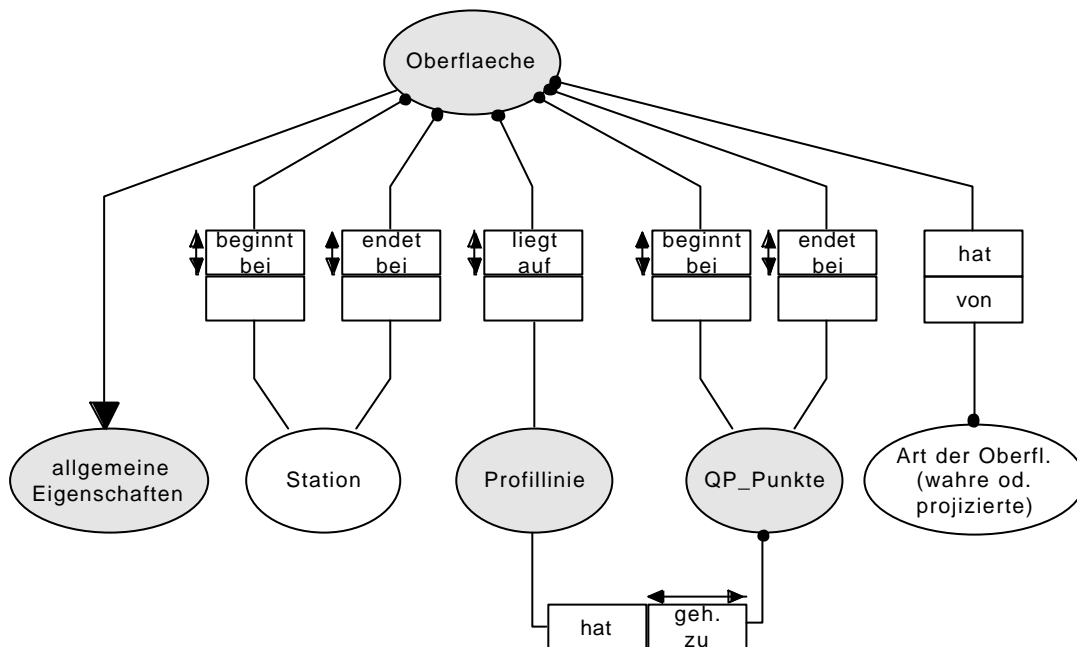 Oberflaeche
beginnt
bei
endet
bei
liegt
auf
beginnt
bei
endet
bei
hat
von
allgemeine
Eigenschaften
Station
Profillinie
QP_Punkte
Art der Oberfl.
(wahre od.
projizierte)
hat
geh.
zu